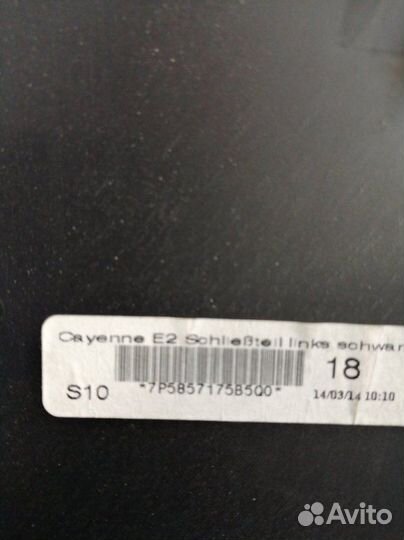 Cayenne E2 Schließteil links schwar
18
S10
*7P5857175B5Q0*
14/03/14 10:10
Avito